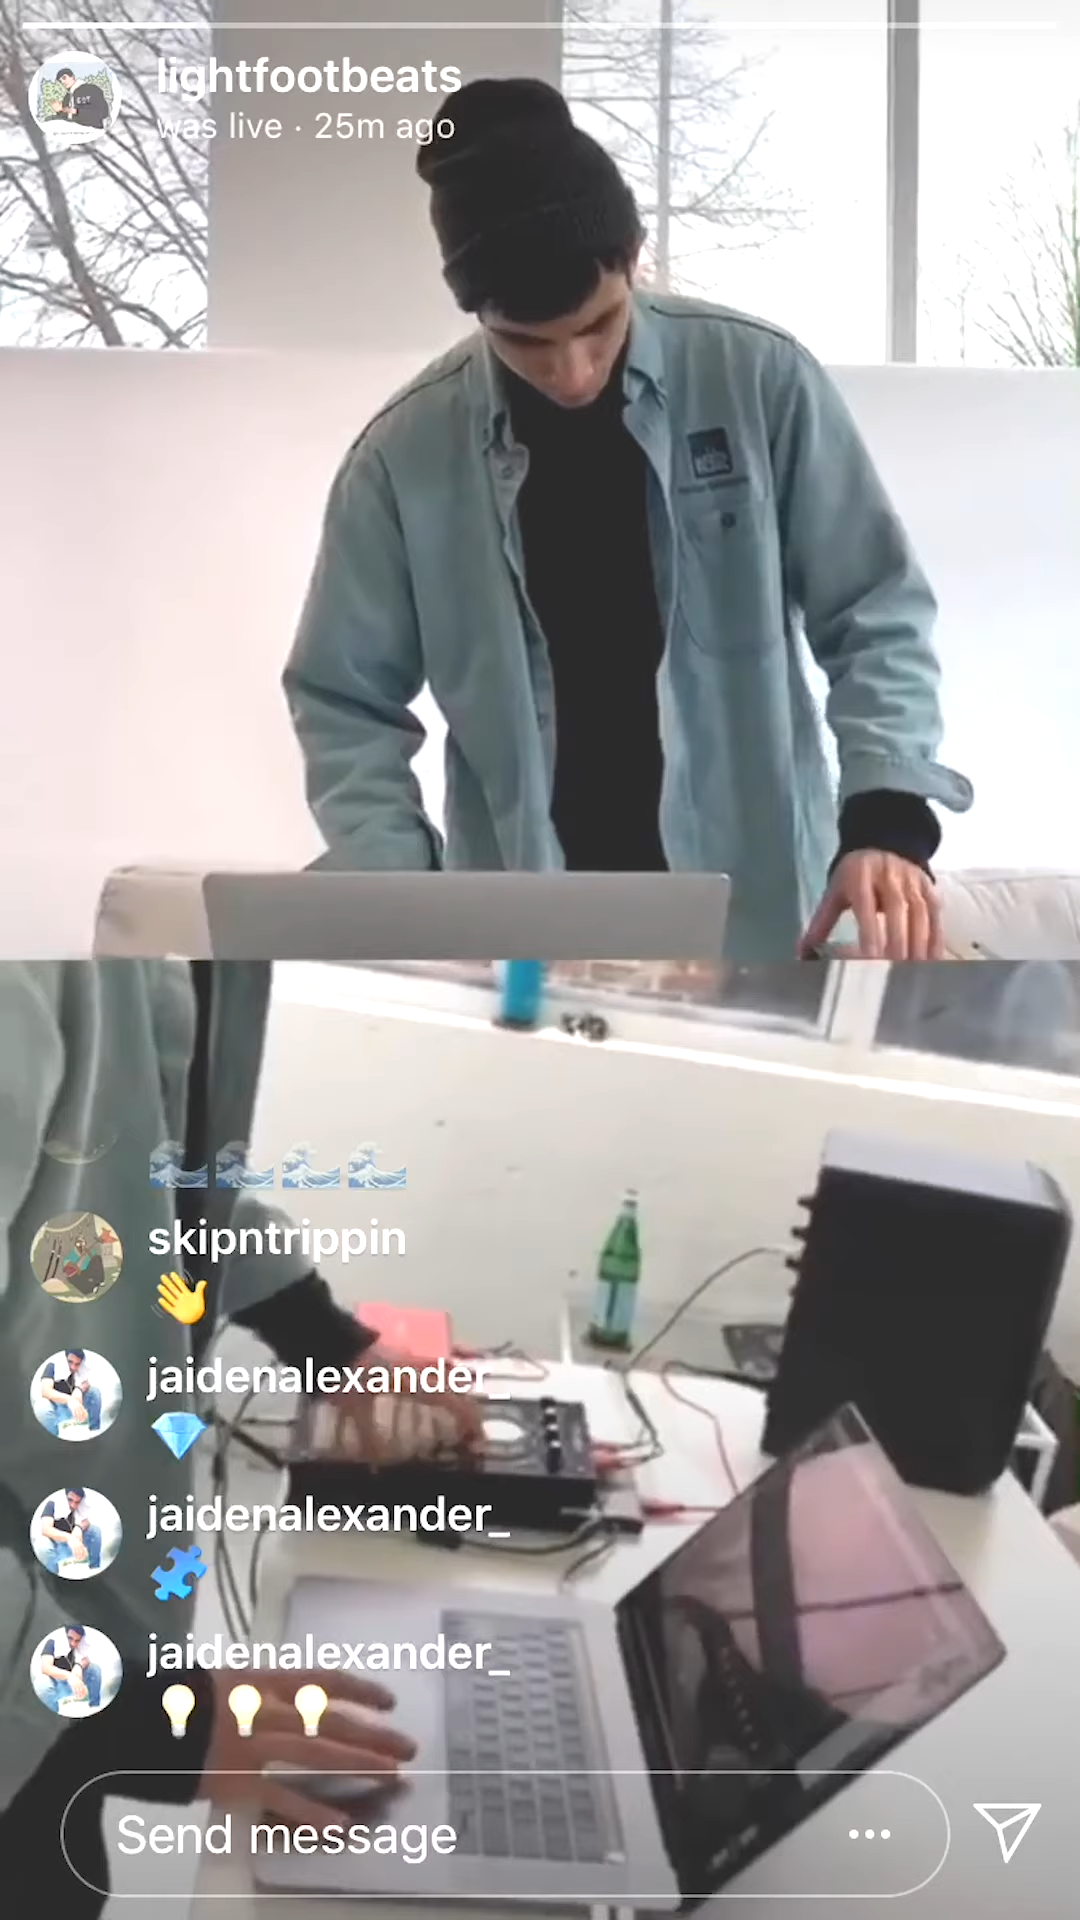 lightfootbeats
was live · 25m ago
🌊🌊🌊🌊
skipntrippin
👋
jaidenalexander_
💎
jaidenalexander_
🧩
jaidenalexander_
💡💡💡
Send message